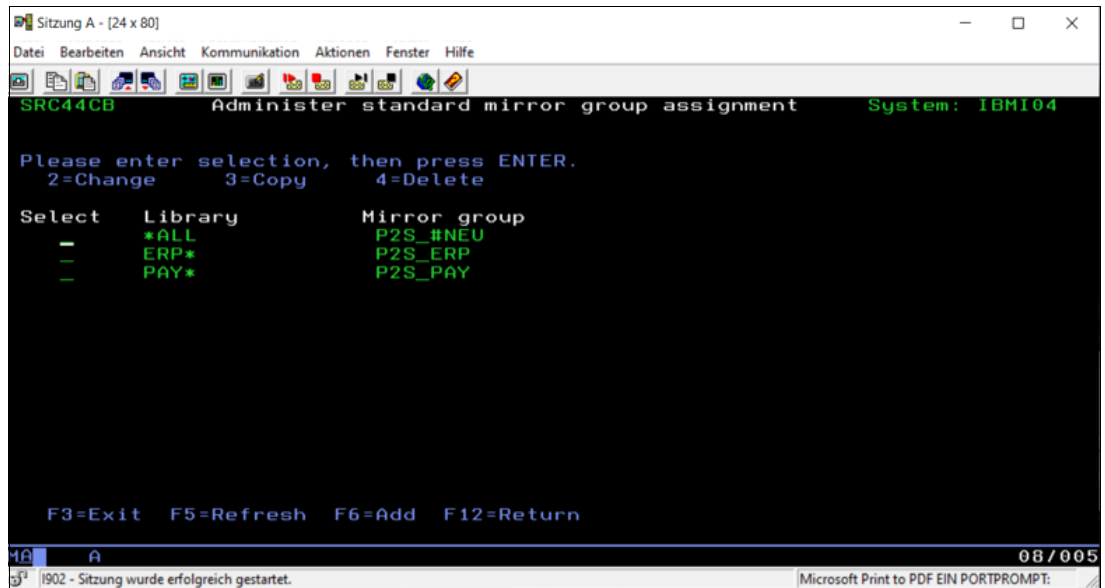 Sitzung A - [24 x 80]
Datei Bearbeiten Ansicht Kommunikation Aktionen Fenster Hilfe
SRC44CB Administer standard mirror group assignment System: IBMI04
Please enter selection, then press ENTER.
2=Change 3=Copy 4=Delete
Select Library Mirror group
_ *ALL P2S_#NEU
_ ERP* P2S_ERP
_ PAY* P2S_PAY
F3=Exit F5=Refresh F6=Add F12=Return
MA A 08/005
I902 - Sitzung wurde erfolgreich gestartet. Microsoft Print to PDF EIN PORTPROMPT: